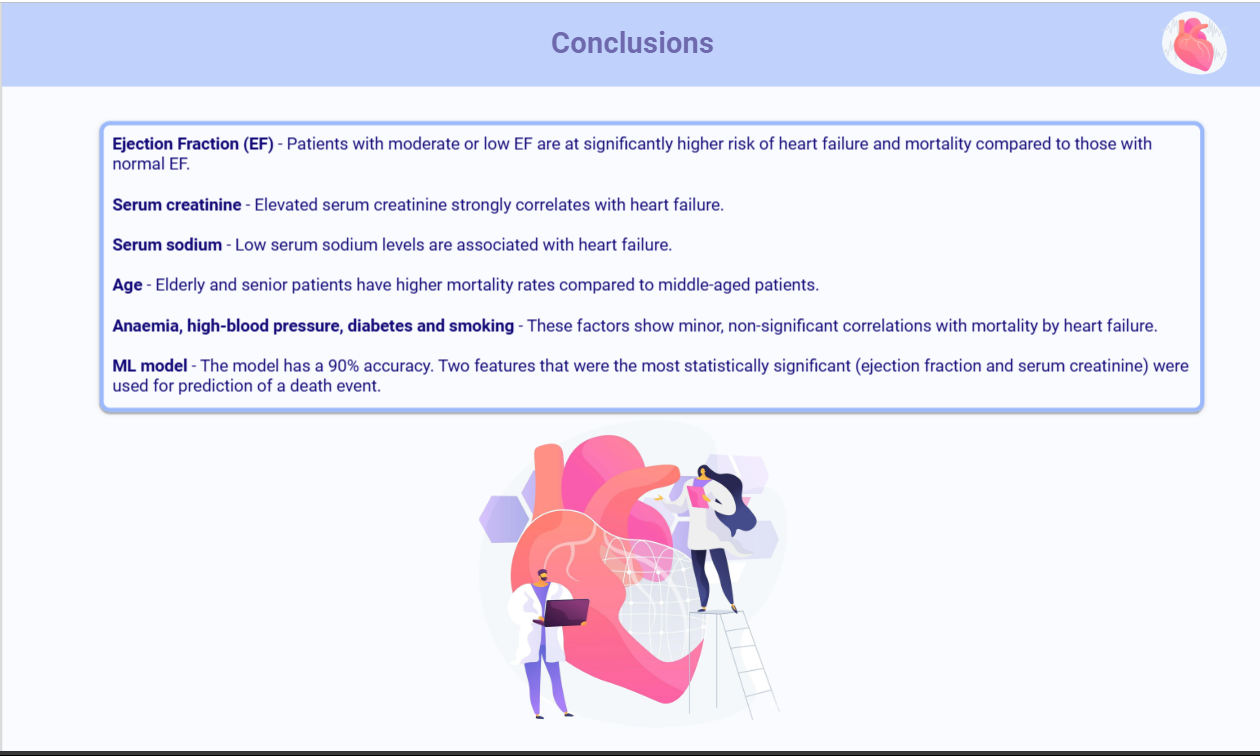 Conclusions
Ejection Fraction (EF) - Patients with moderate or low EF are at significantly higher risk of heart failure and mortality compared to those with
normal EF.
Serum creatinine - Elevated serum creatinine strongly correlates with heart failure.
Serum sodium - Low serum sodium levels are associated with heart failure.
Age - Elderly and senior patients have higher mortality rates compared to middle-aged patients.
Anaemia, high-blood pressure, diabetes and smoking - These factors show minor, non-significant correlations with mortality by heart failure.
ML model - The model has a 90% accuracy. Two features that were the most statistically significant (ejection fraction and serum creatinine) were
used for prediction of a death event.